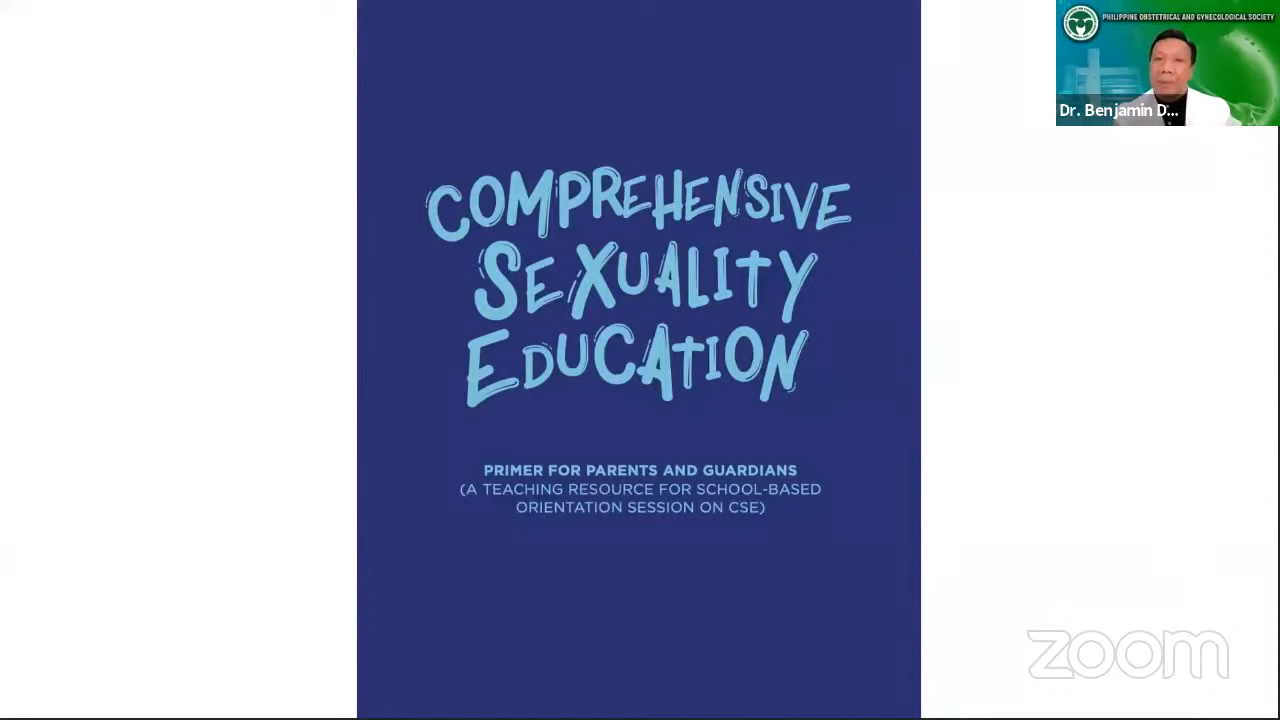 PHILIPPINE OBSTETRICAL AND GYNECOLOGICAL SOCIETY
Dr. Benjamin D...
COMPREHENSIVE
SEXUALITY
EDUCATION
PRIMER FOR PARENTS AND GUARDIANS
(A TEACHING RESOURCE FOR SCHOOL-BASED
ORIENTATION SESSION ON CSE)
zoom